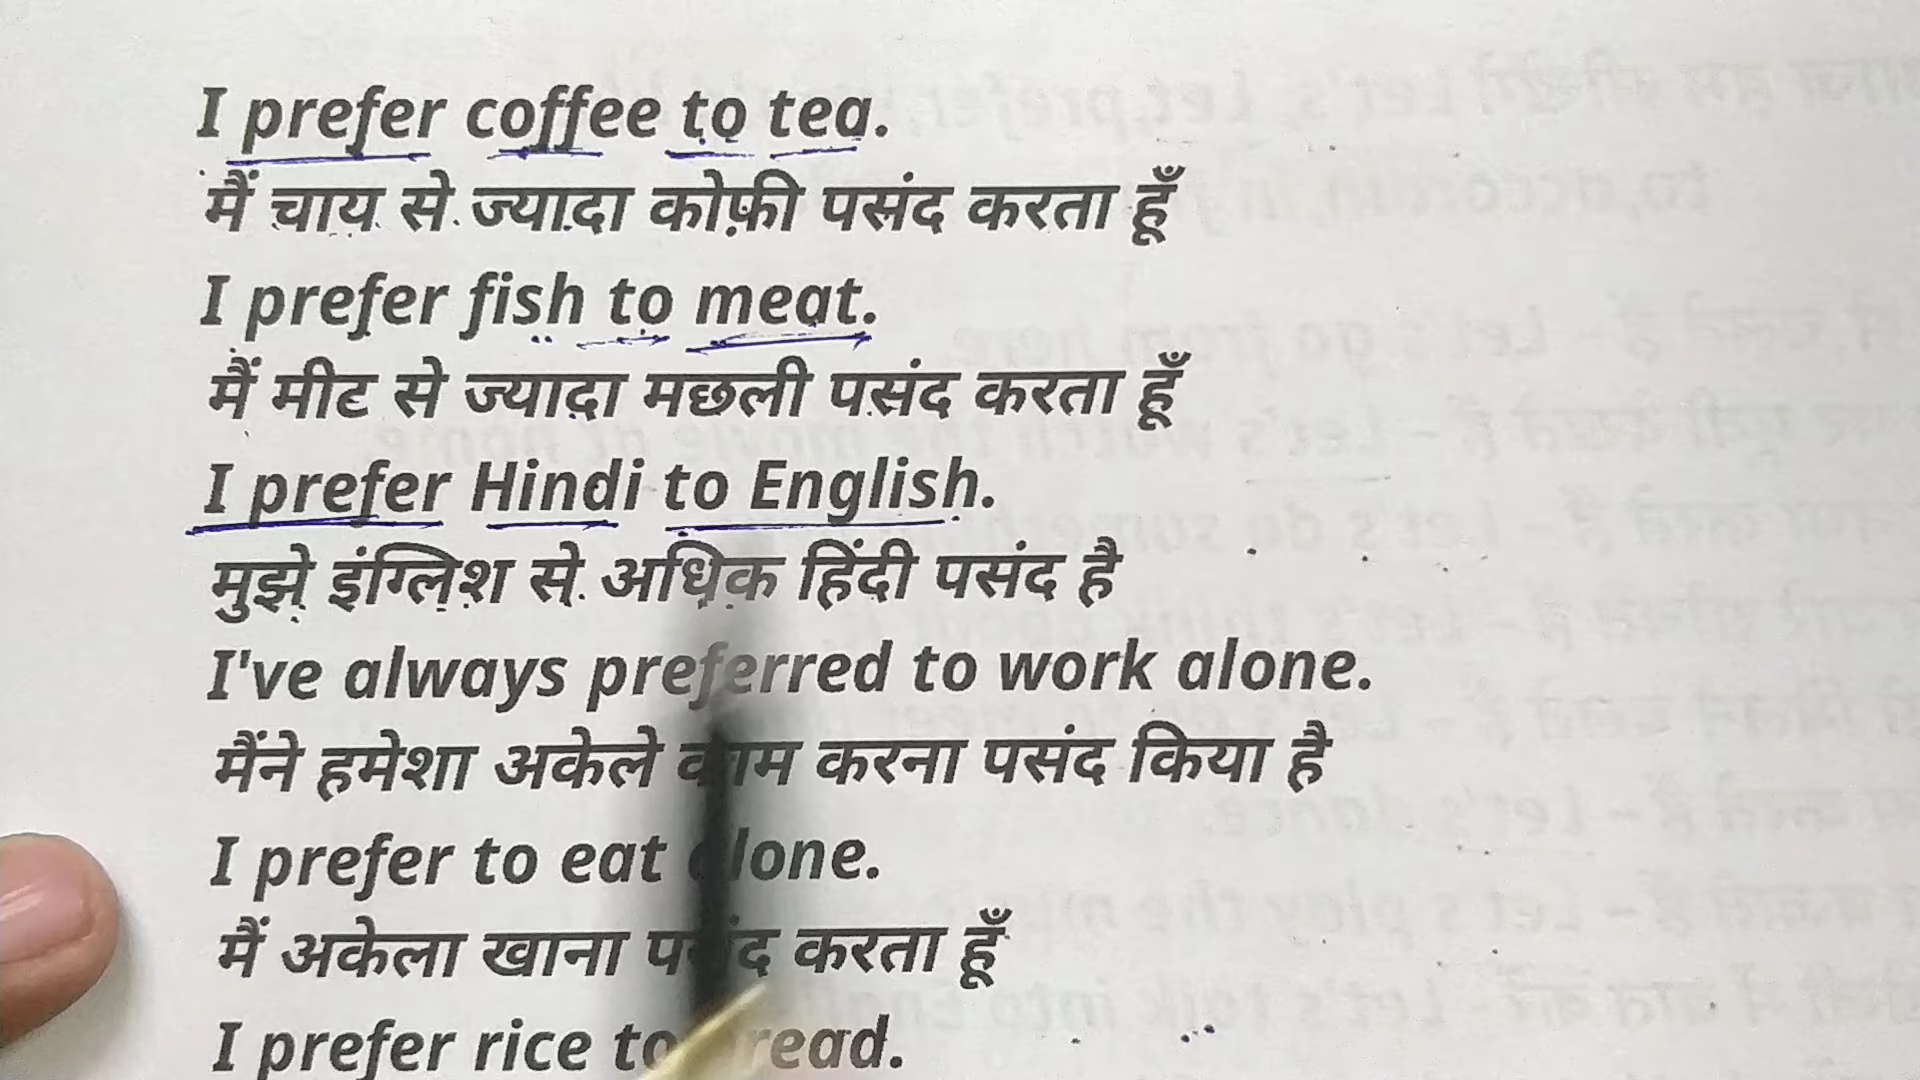 I prefer coffee to tea.
मैं चाय से ज्यादा कोफ़ी पसंद करता हूँ
I prefer fish to meat.
मैं मीट से ज्यादा मछली पसंद करता हूँ
I prefer Hindi to English.
मुझे इंग्लिश से अधिक हिंदी पसंद है
I've always preferred to work alone.
मैंने हमेशा अकेले काम करना पसंद किया है
I prefer to eat alone.
मैं अकेला खाना पसंद करता हूँ
I prefer rice to bread.